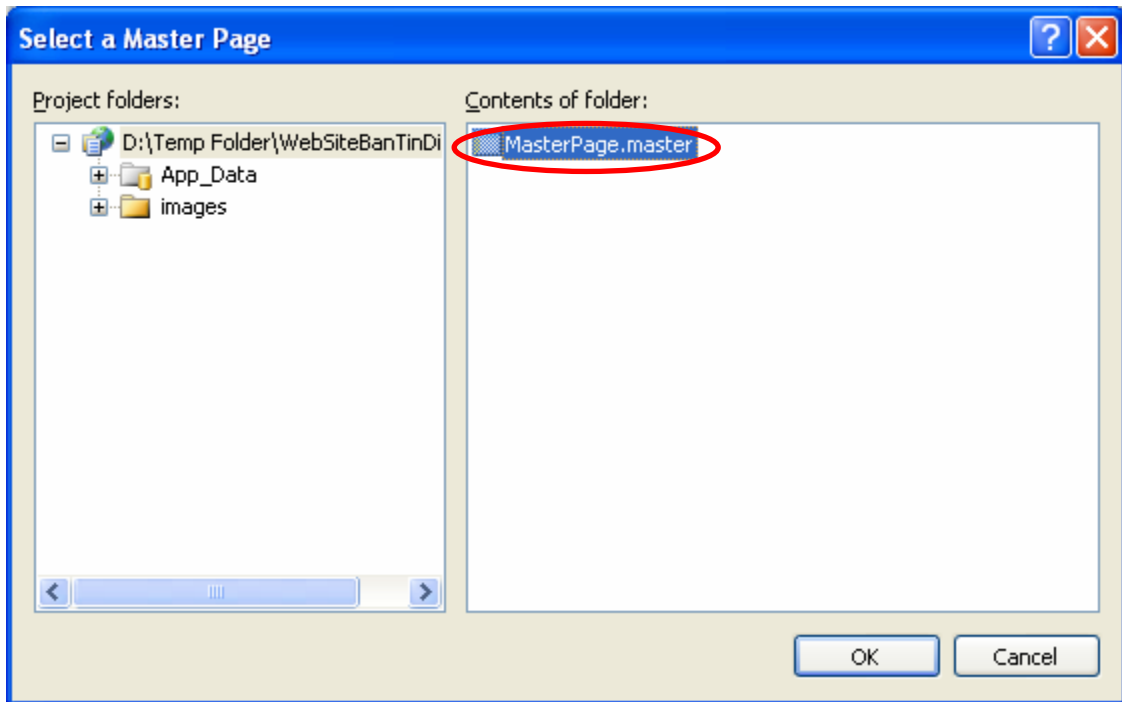 Select a Master Page
Project folders:
Contents of folder:
D:\Temp Folder\WebSiteBanTinDi
App_Data
images
MasterPage.master
OK
Cancel